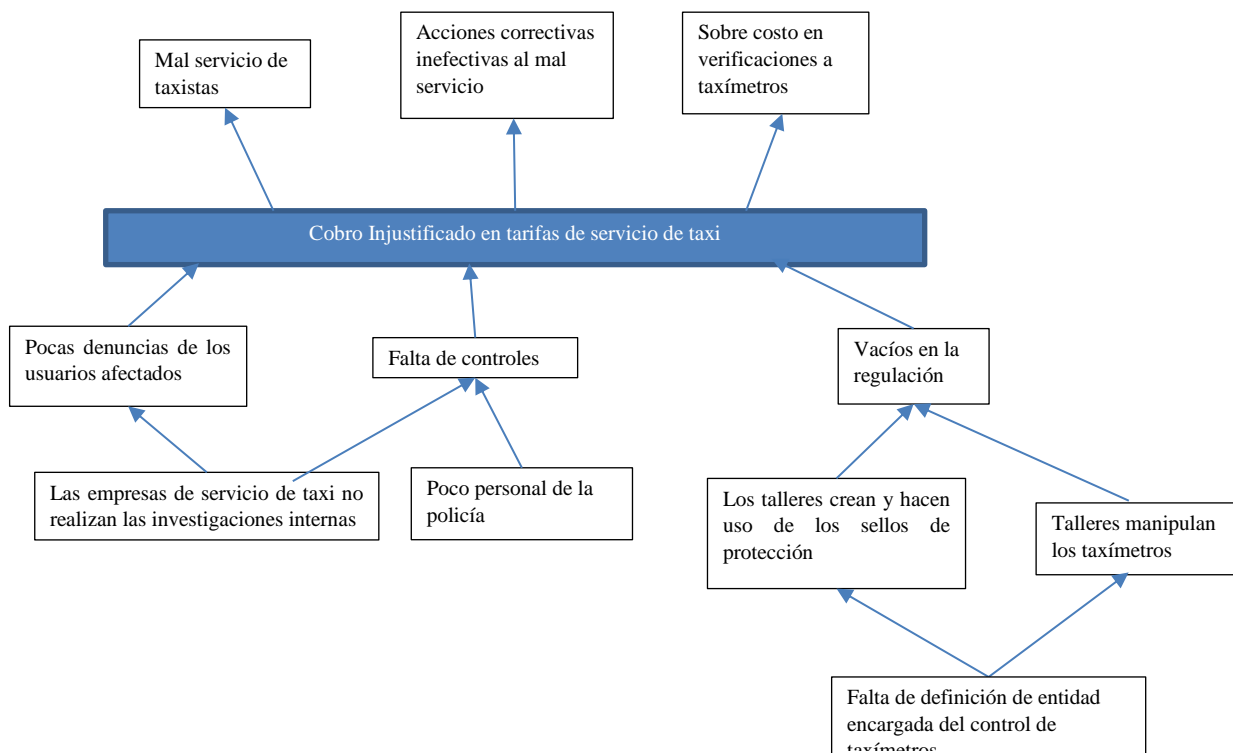 Mal servicio de
taxistas
Acciones correctivas
inefectivas al mal
servicio
Sobre costo en
verificaciones a
taxímetros
Cobro Injustificado en tarifas de servicio de taxi
Pocas denuncias de los
usuarios afectados
Falta de controles
Vacíos en la
regulación
Las empresas de servicio de taxi no
realizan las investigaciones internas
Poco personal de la
policía
Los talleres crean y hacen
uso de los sellos de
protección
Talleres manipulan
los taxímetros
Falta de definición de entidad
encargada del control de
taxímetros